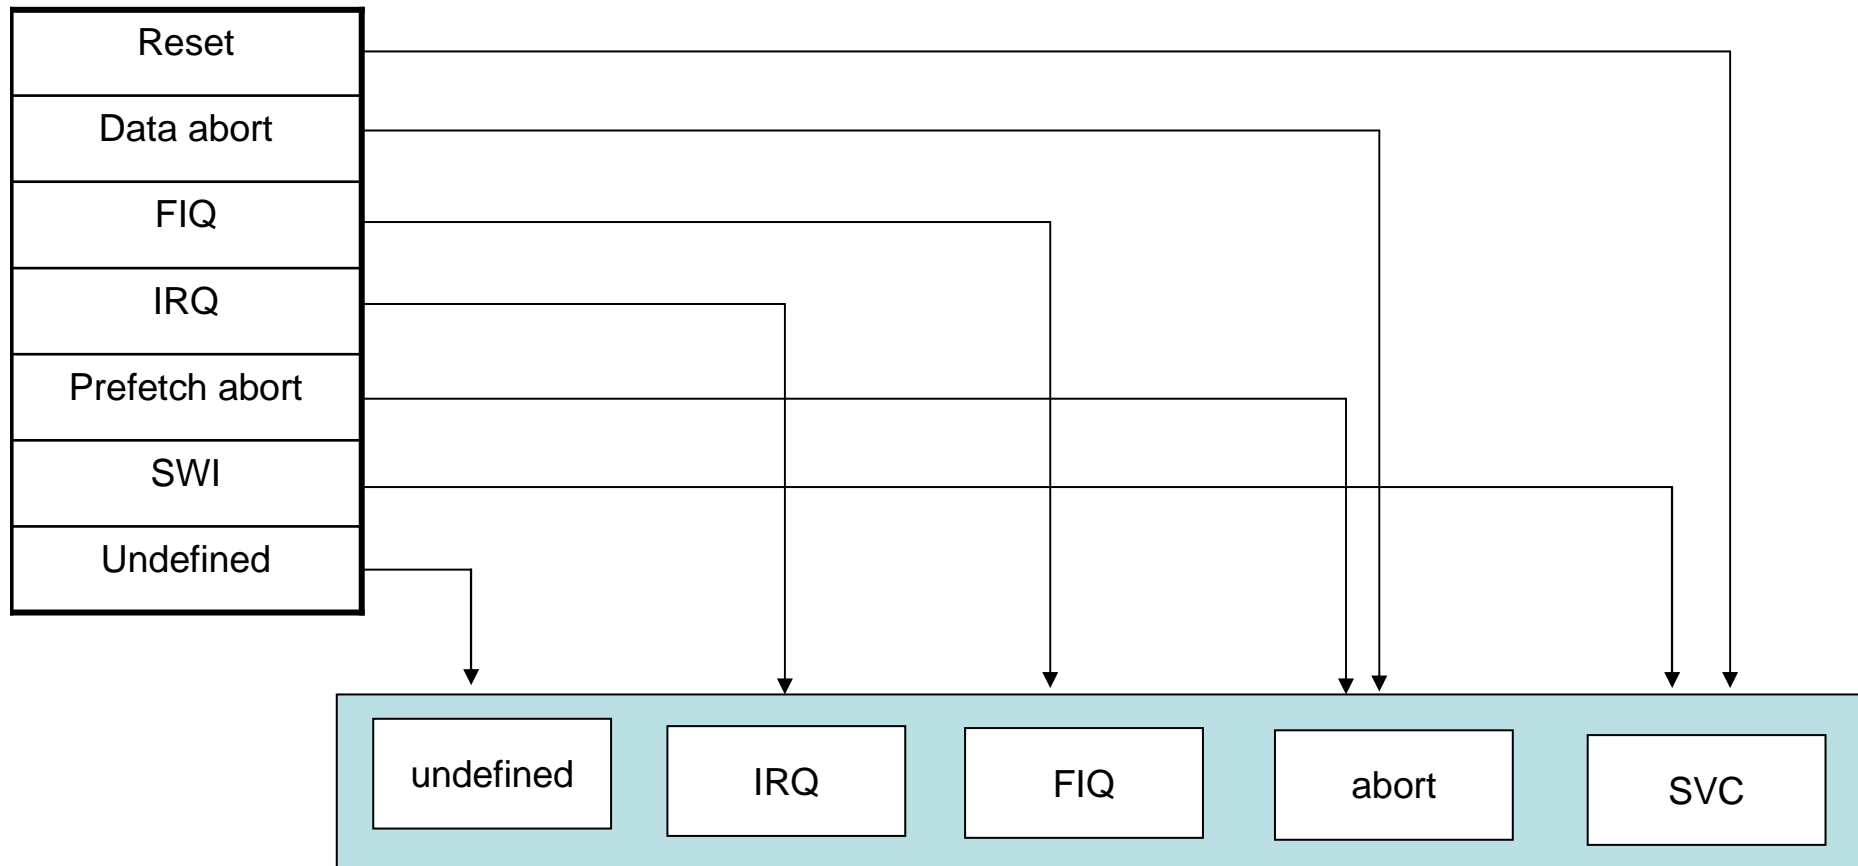 Reset
Data abort
FIQ
IRQ
Prefetch abort
SWI
Undefined
undefined
IRQ
FIQ
abort
SVC